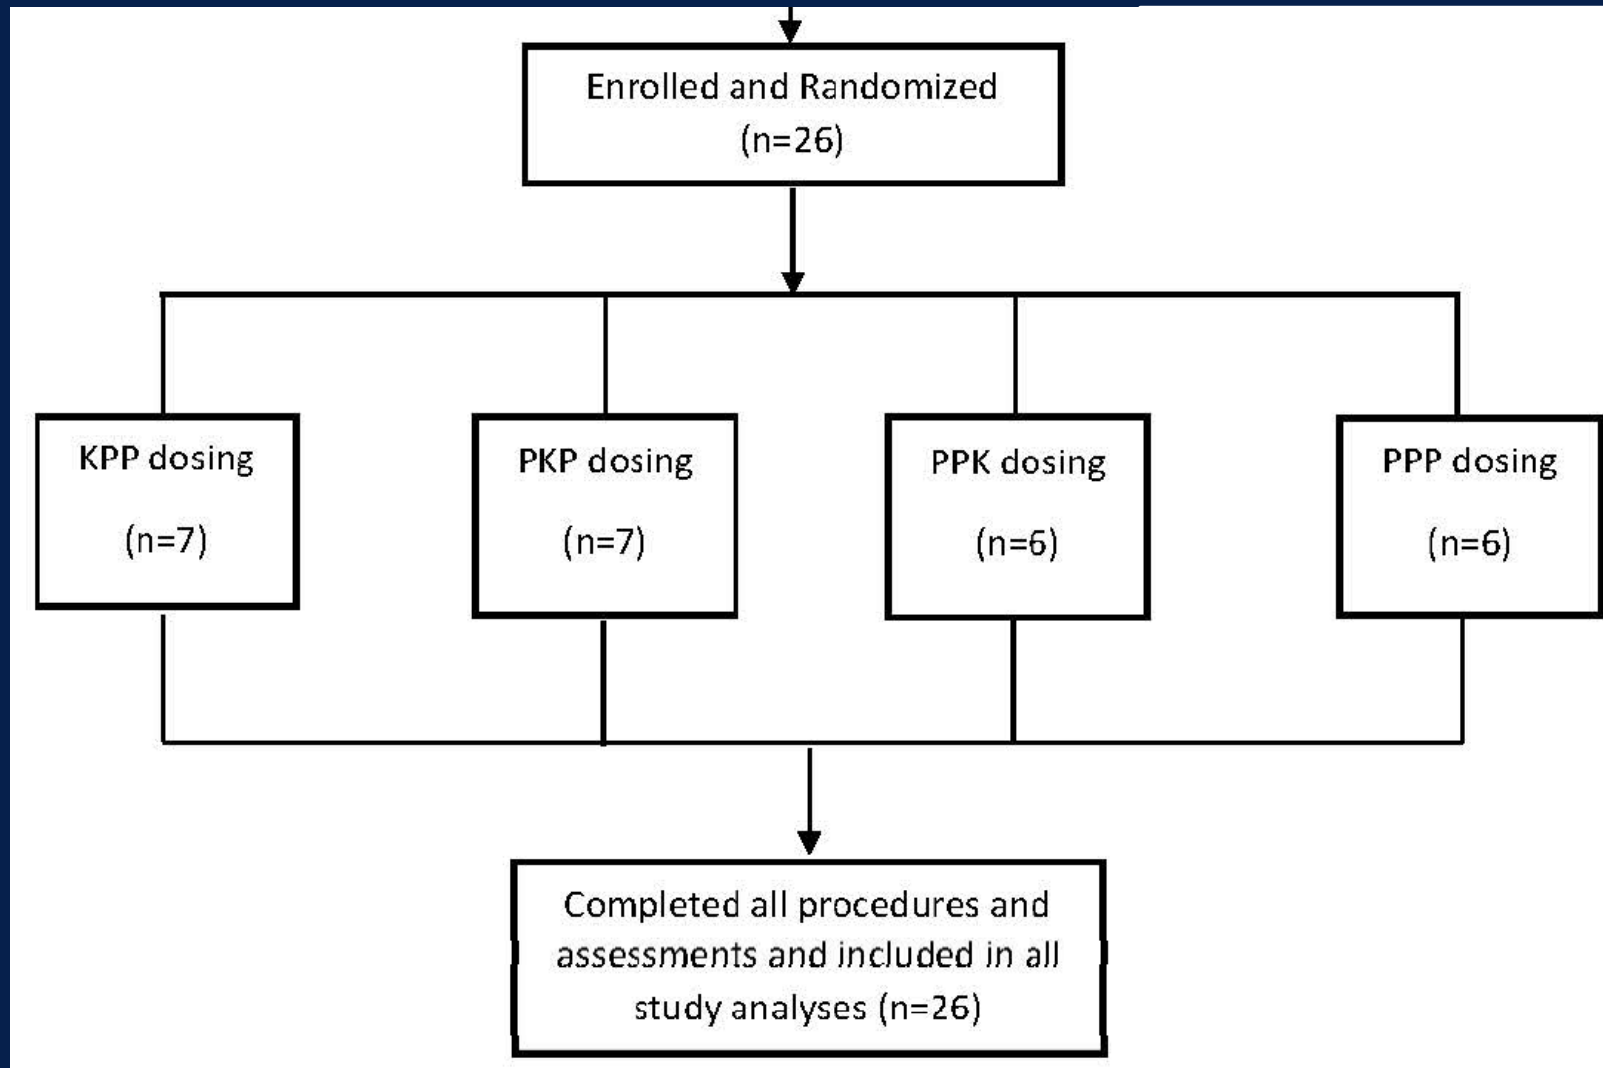 Enrolled and Randomized
(n=26)
KPP dosing
(n=7)
PKP dosing
(n=7)
PPK dosing
(n=6)
PPP dosing
(n=6)
Completed all procedures and
assessments and included in all
study analyses (n=26)